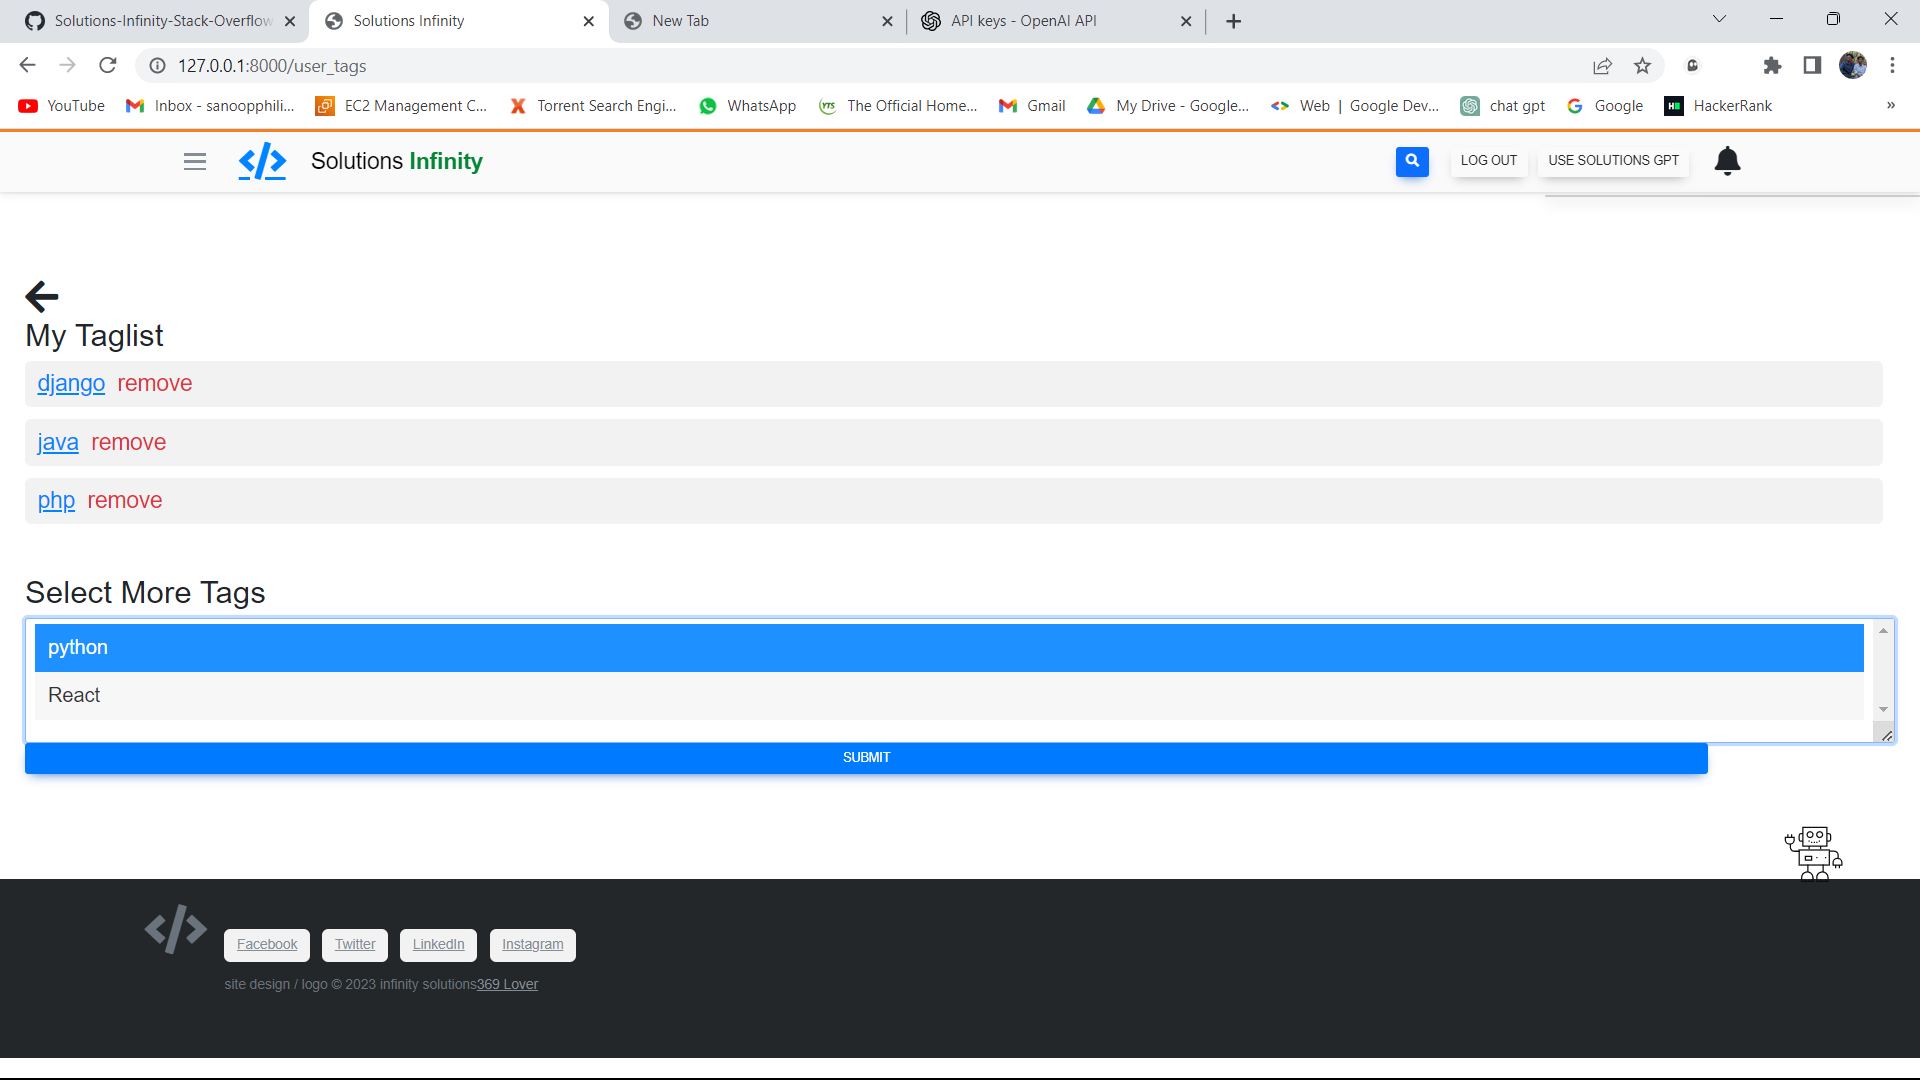 Solutions-Infinity-Stack-Overflow
Solutions Infinity
New Tab
API keys - OpenAI API
127.0.0.1:8000/user_tags
YouTube
Inbox - sanoopphili...
EC2 Management C...
Torrent Search Engi...
WhatsApp
YTS
The Official Home...
Gmail
My Drive - Google...
Web | Google Dev...
chat gpt
Google
HackerRank
»
</> Solutions Infinity
LOG OUT
USE SOLUTIONS GPT
My Taglist
django remove
java remove
php remove
Select More Tags
python
React
SUBMIT
</>
Facebook
Twitter
LinkedIn
Instagram
site design / logo © 2023 infinity solutions369 Lover